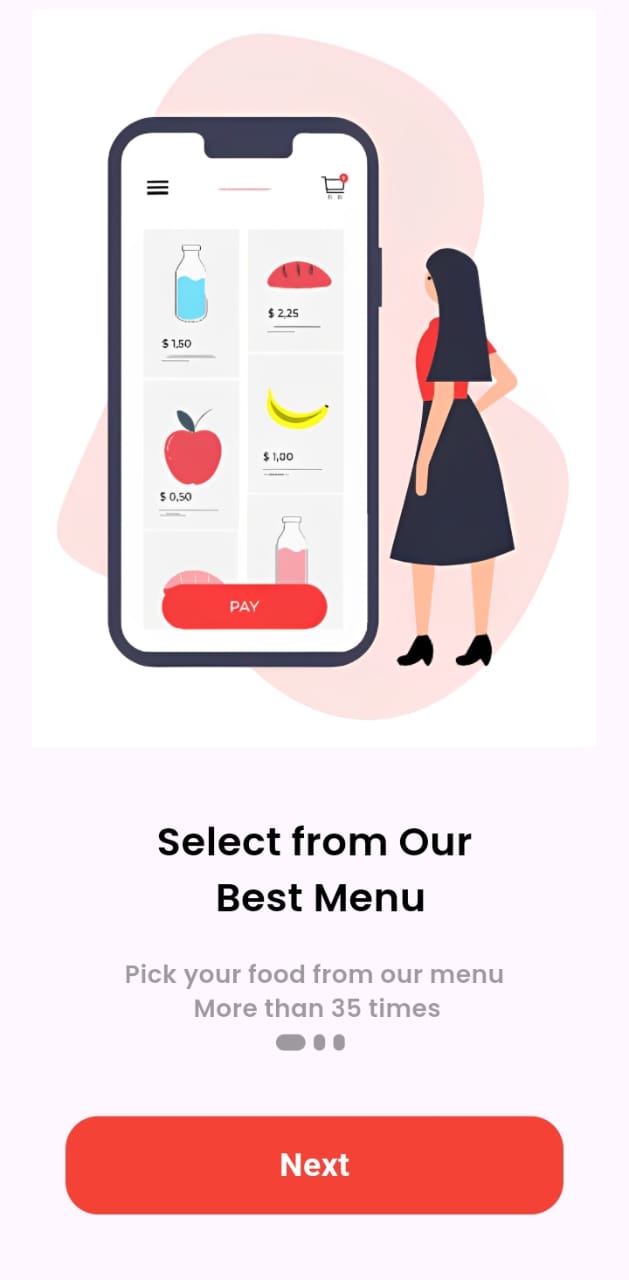 $ 1,50
$ 2,25
$ 0,50
$ 1,00
PAY
Select from Our
Best Menu
Pick your food from our menu
More than 35 times
Next